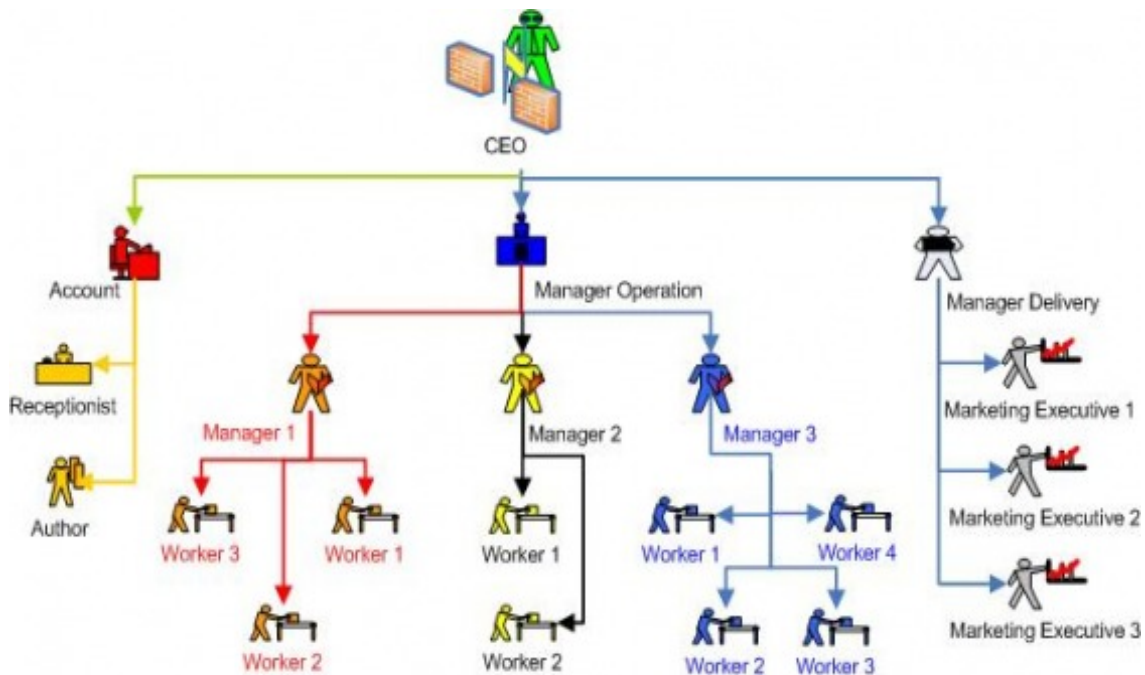 CEO
Account
Manager Operation
Manager Delivery
Receptionist
Marketing Executive 1
Manager 1
Manager 2
Manager 3
Author
Marketing Executive 2
Worker 3
Worker 1
Worker 1
Worker 1
Worker 4
Marketing Executive 3
Worker 2
Worker 2
Worker 2
Worker 3